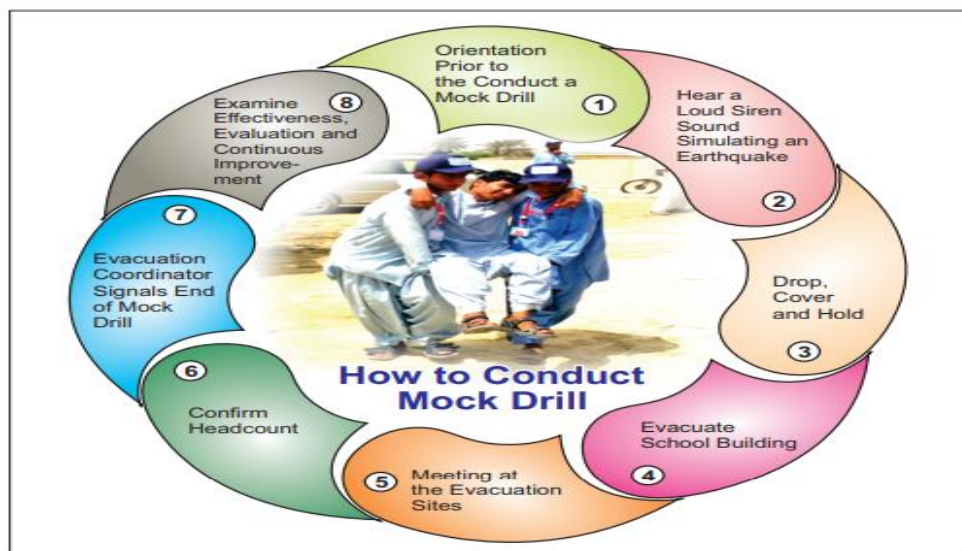 Orientation
Prior to
the Conduct a
Mock Drill
1
Hear a
Loud Siren
Sound
Simulating an
Earthquake
2
Drop,
Cover
and Hold
3
Evacuate
School Building
4
5
Meeting at
the Evacuation
Sites
6
Confirm
Headcount
7
Evacuation
Coordinator
Signals End
of Mock
Drill
8
Examine
Effectiveness,
Evaluation and
Continuous
Improve-
ment
How to Conduct
Mock Drill